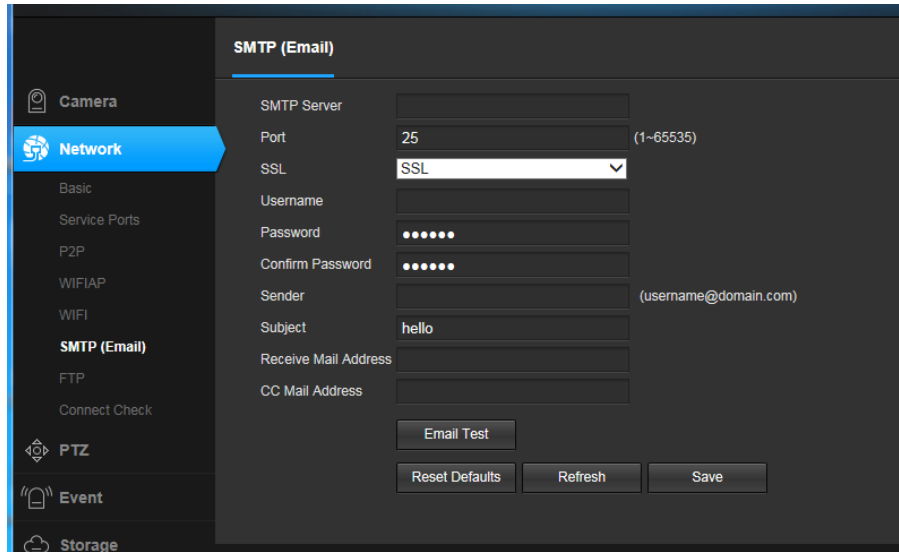 SMTP (Email)
Camera
Network
Basic
Service Ports
P2P
WIFIAP
WIFI
SMTP (Email)
FTP
Connect Check
PTZ
Event
Storage
SMTP Server
Port 25 (1~65535)
SSL SSL
Username
Password ••••••
Confirm Password ••••••
Sender (username@domain.com)
Subject hello
Receive Mail Address
CC Mail Address
Email Test
Reset Defaults Refresh Save